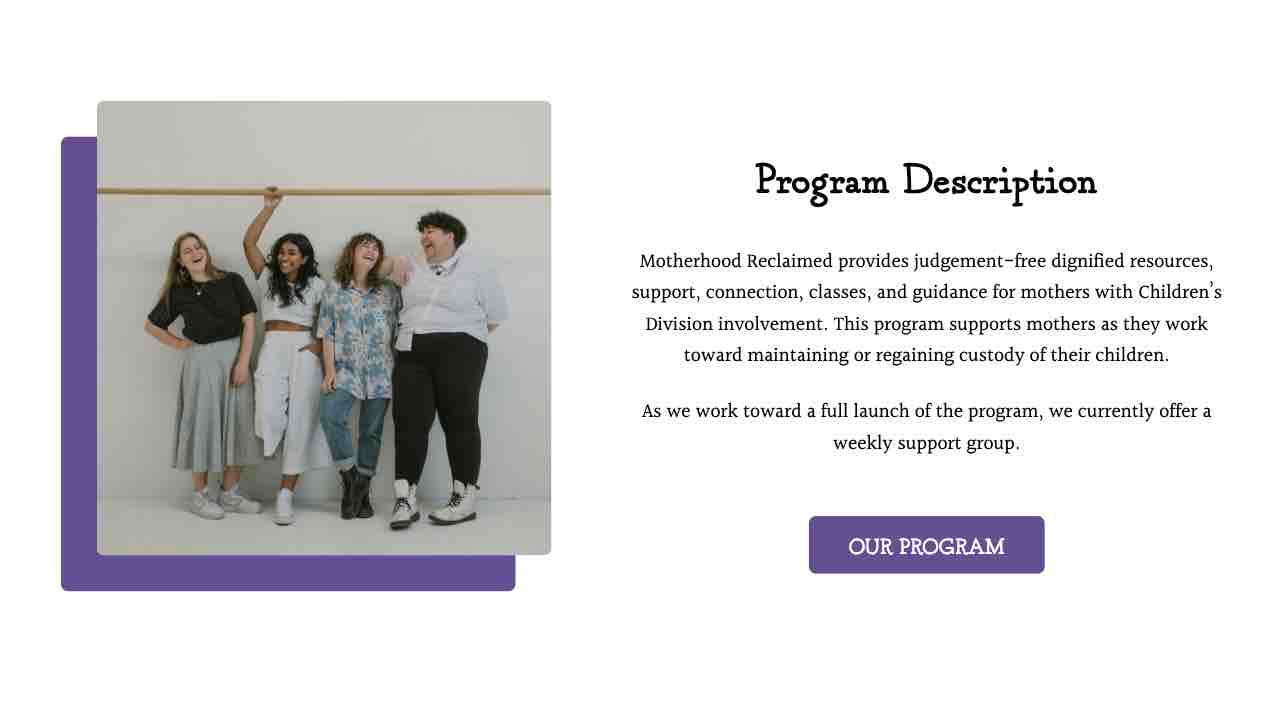 Program Description
Motherhood Reclaimed provides judgement-free dignified resources,
support, connection, classes, and guidance for mothers with Children's
Division involvement. This program supports mothers as they work
toward maintaining or regaining custody of their children.
As we work toward a full launch of the program, we currently offer a
weekly support group.
OUR PROGRAM